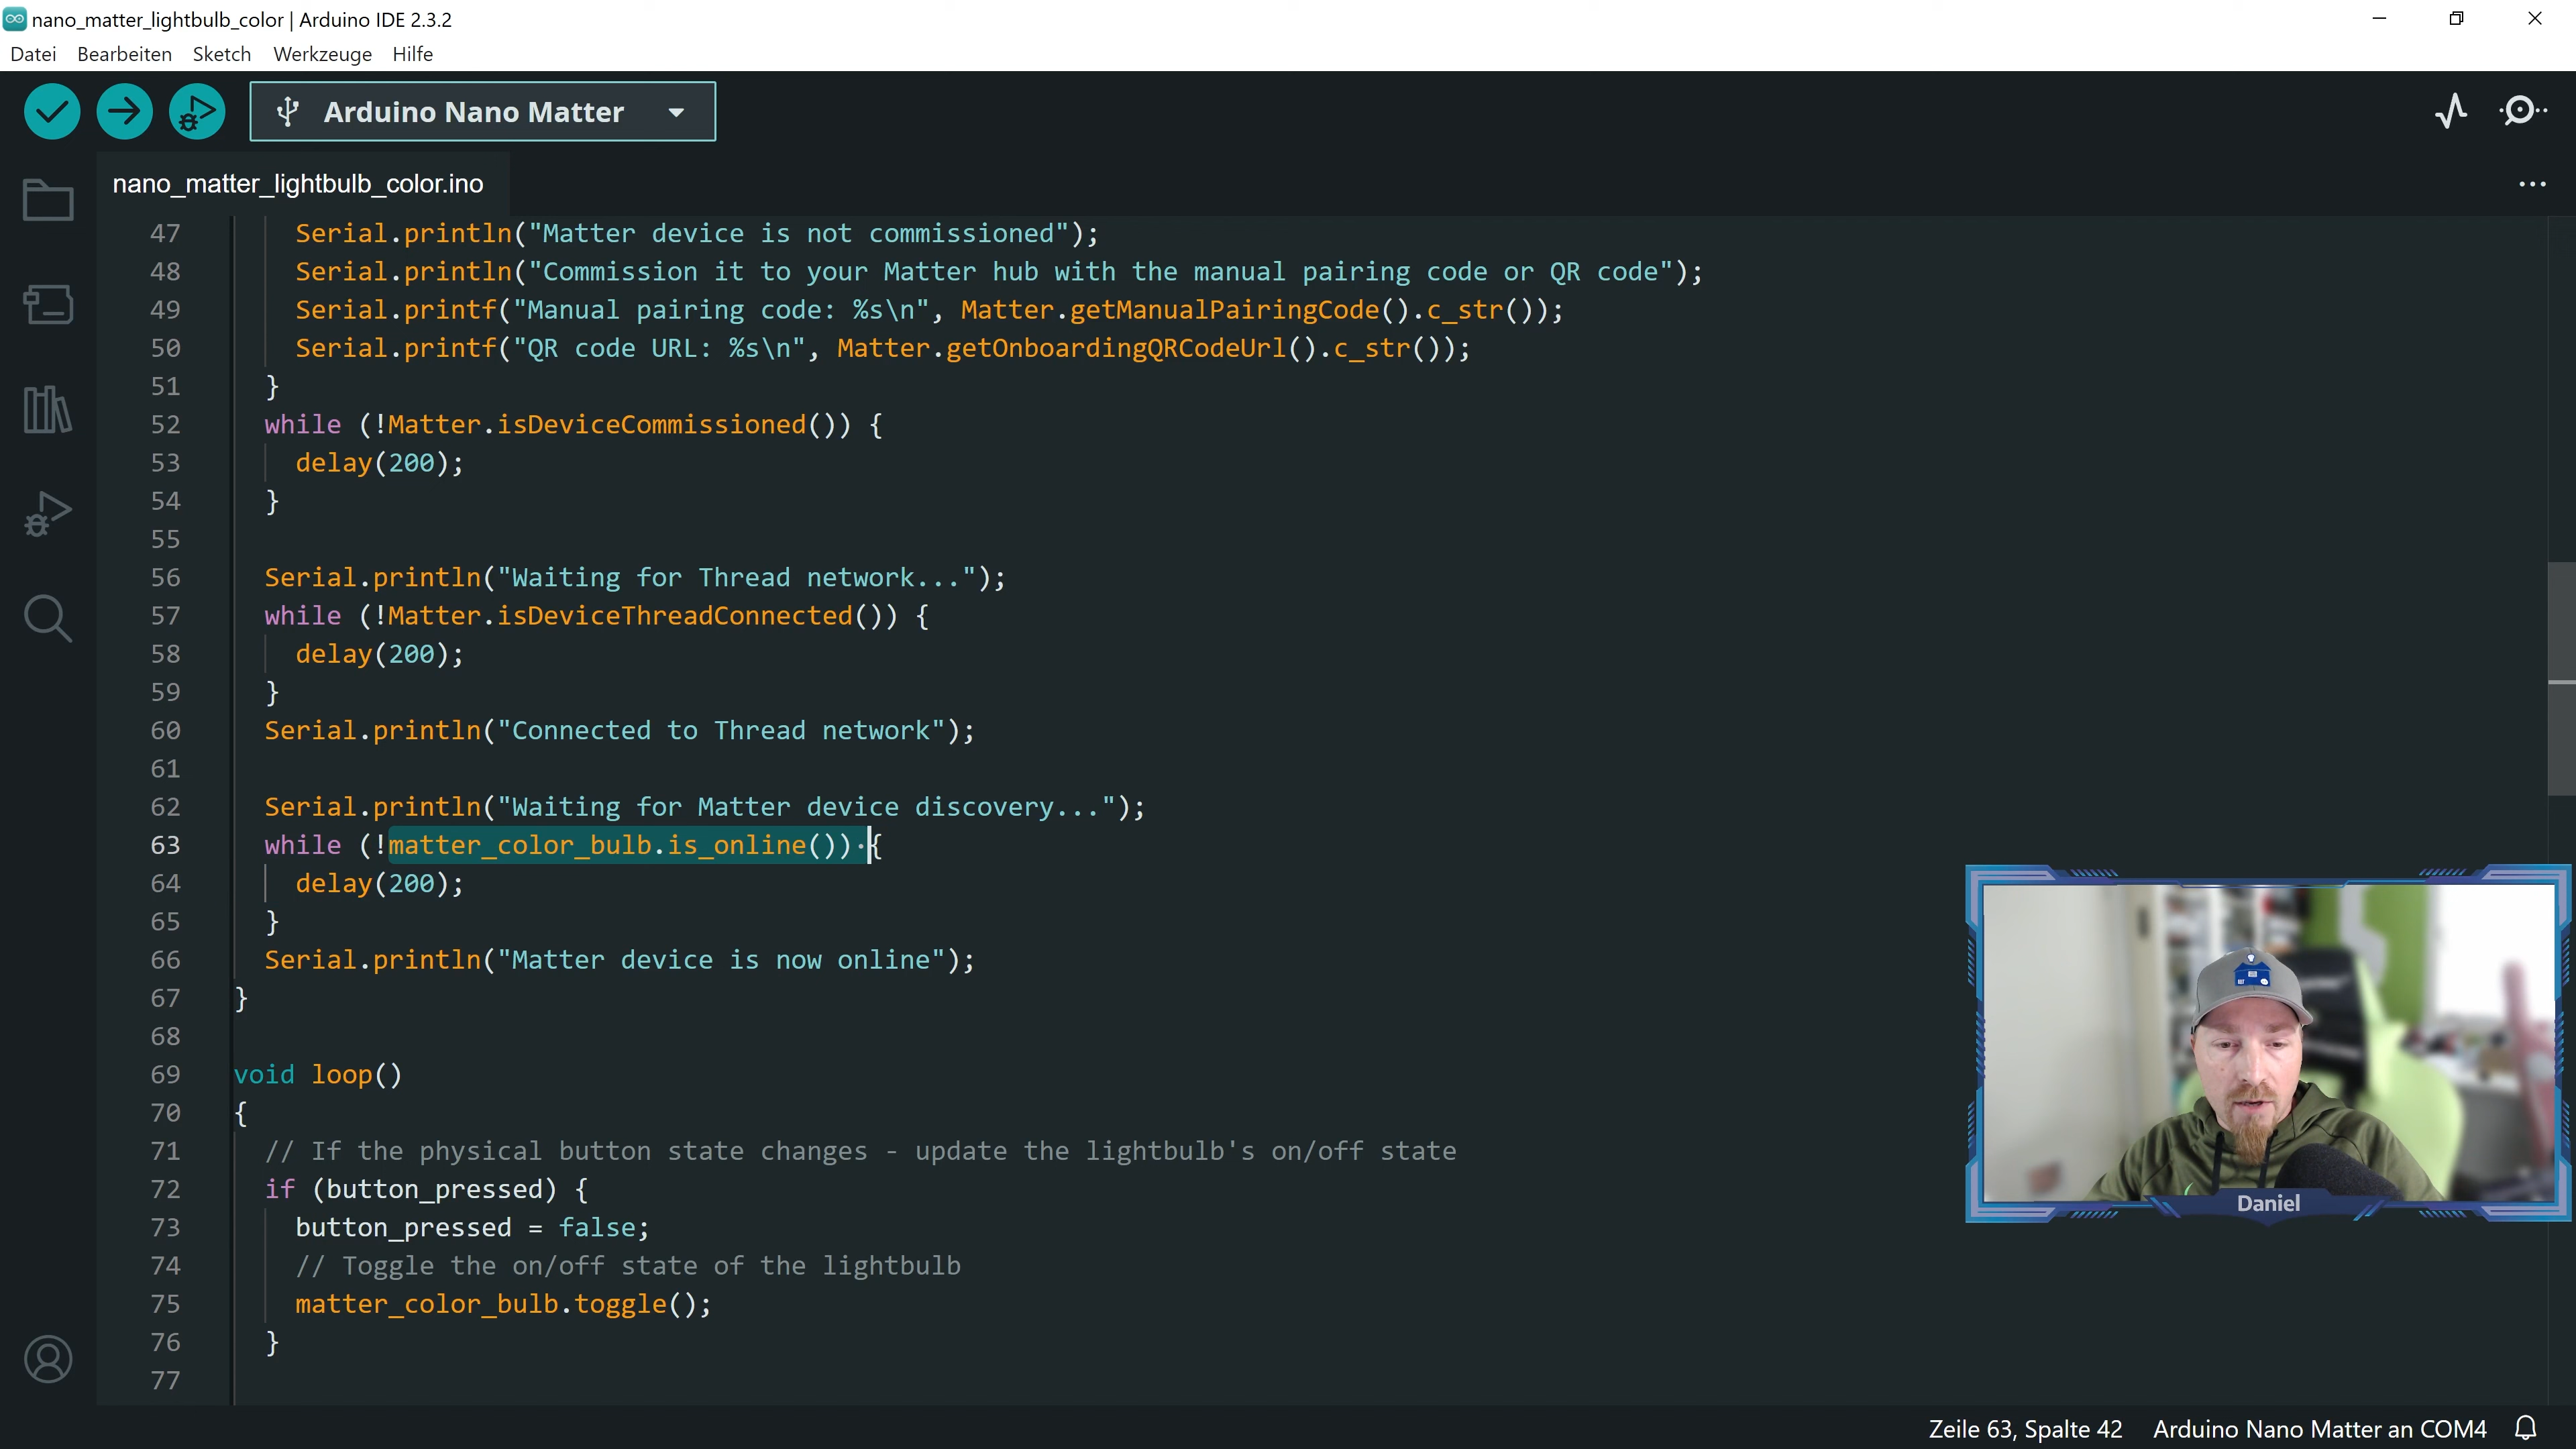 nano_matter_lightbulb_color | Arduino IDE 2.3.2
Datei Bearbeiten Sketch Werkzeuge Hilfe
Arduino Nano Matter
nano_matter_lightbulb_color.ino
47 Serial.println("Matter device is not commissioned");
48 Serial.println("Commission it to your Matter hub with the manual pairing code or QR code");
49 Serial.printf("Manual pairing code: %s\n", Matter.getManualPairingCode().c_str());
50 Serial.printf("QR code URL: %s\n", Matter.getOnboardingQRCodeUrl().c_str());
51 }
52 while (!Matter.isDeviceCommissioned()) {
53 delay(200);
54 }
55
56 Serial.println("Waiting for Thread network...");
57 while (!Matter.isDeviceThreadConnected()) {
58 delay(200);
59 }
60 Serial.println("Connected to Thread network");
61
62 Serial.println("Waiting for Matter device discovery...");
63 while (!matter_color_bulb.is_online()) {
64 delay(200);
65 }
66 Serial.println("Matter device is now online");
67 }
68
69 void loop()
70 {
71 // If the physical button state changes - update the lightbulb's on/off state
72 if (button_pressed) {
73 button_pressed = false;
74 // Toggle the on/off state of the lightbulb
75 matter_color_bulb.toggle();
76 }
77
Daniel
Zeile 63, Spalte 42 Arduino Nano Matter an COM4